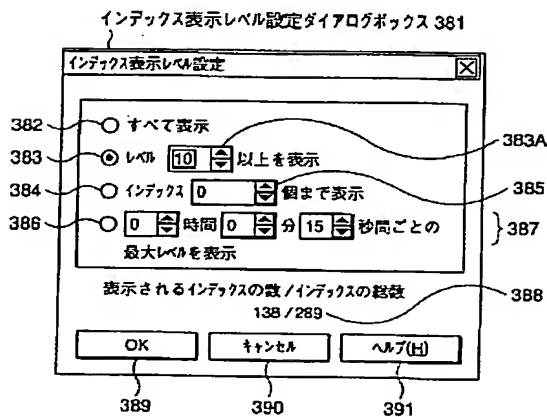 インデックス表示レベル設定ダイアログボックス 381
インデックス表示レベル設定
382 すべて表示
383 レベル 10 以上を表示 383A
384 インデックス 0 個まで表示 385
386 0 時間 0 分 15 秒間ごとの 387
最大レベルを表示
表示されるインデックスの数/インデックスの総数
138/289 388
OK キャンセル ヘルプ(H)
389 390 391